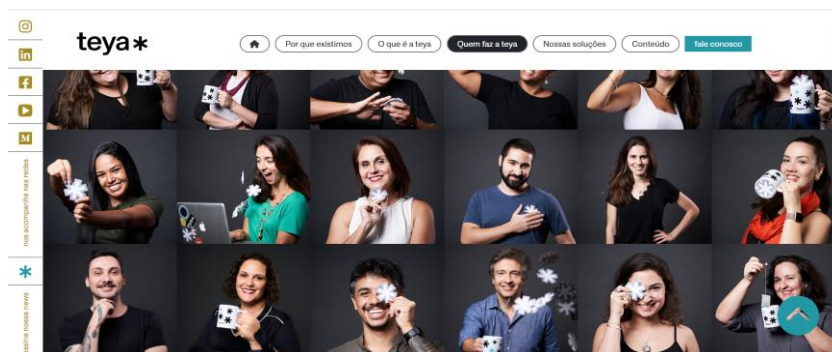 teya*
Por que existimos
O que é a teya
Quem faz a teya
Nossas soluções
Conteúdo
fale conosco
in
M
nos acompanhe nas redes
*
assine nossa news